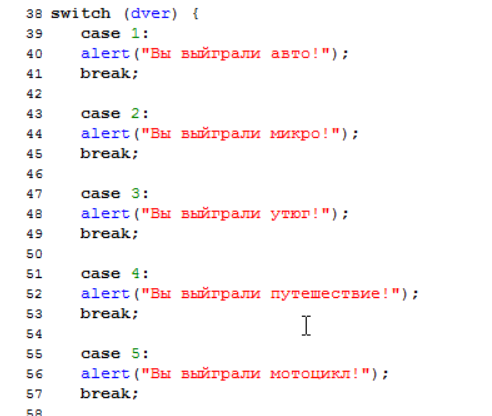 38 switch (dver) {
39 case 1:
40 alert("Вы выйграли авто!");
41 break;
42
43 case 2:
44 alert("Вы выйграли микро!");
45 break;
46
47 case 3:
48 alert("Вы выйграли утюг!");
49 break;
50
51 case 4:
52 alert("Вы выйграли путешествие!");
53 break;
54
55 case 5:
56 alert("Вы выйграли мотоцикл!");
57 break;
58